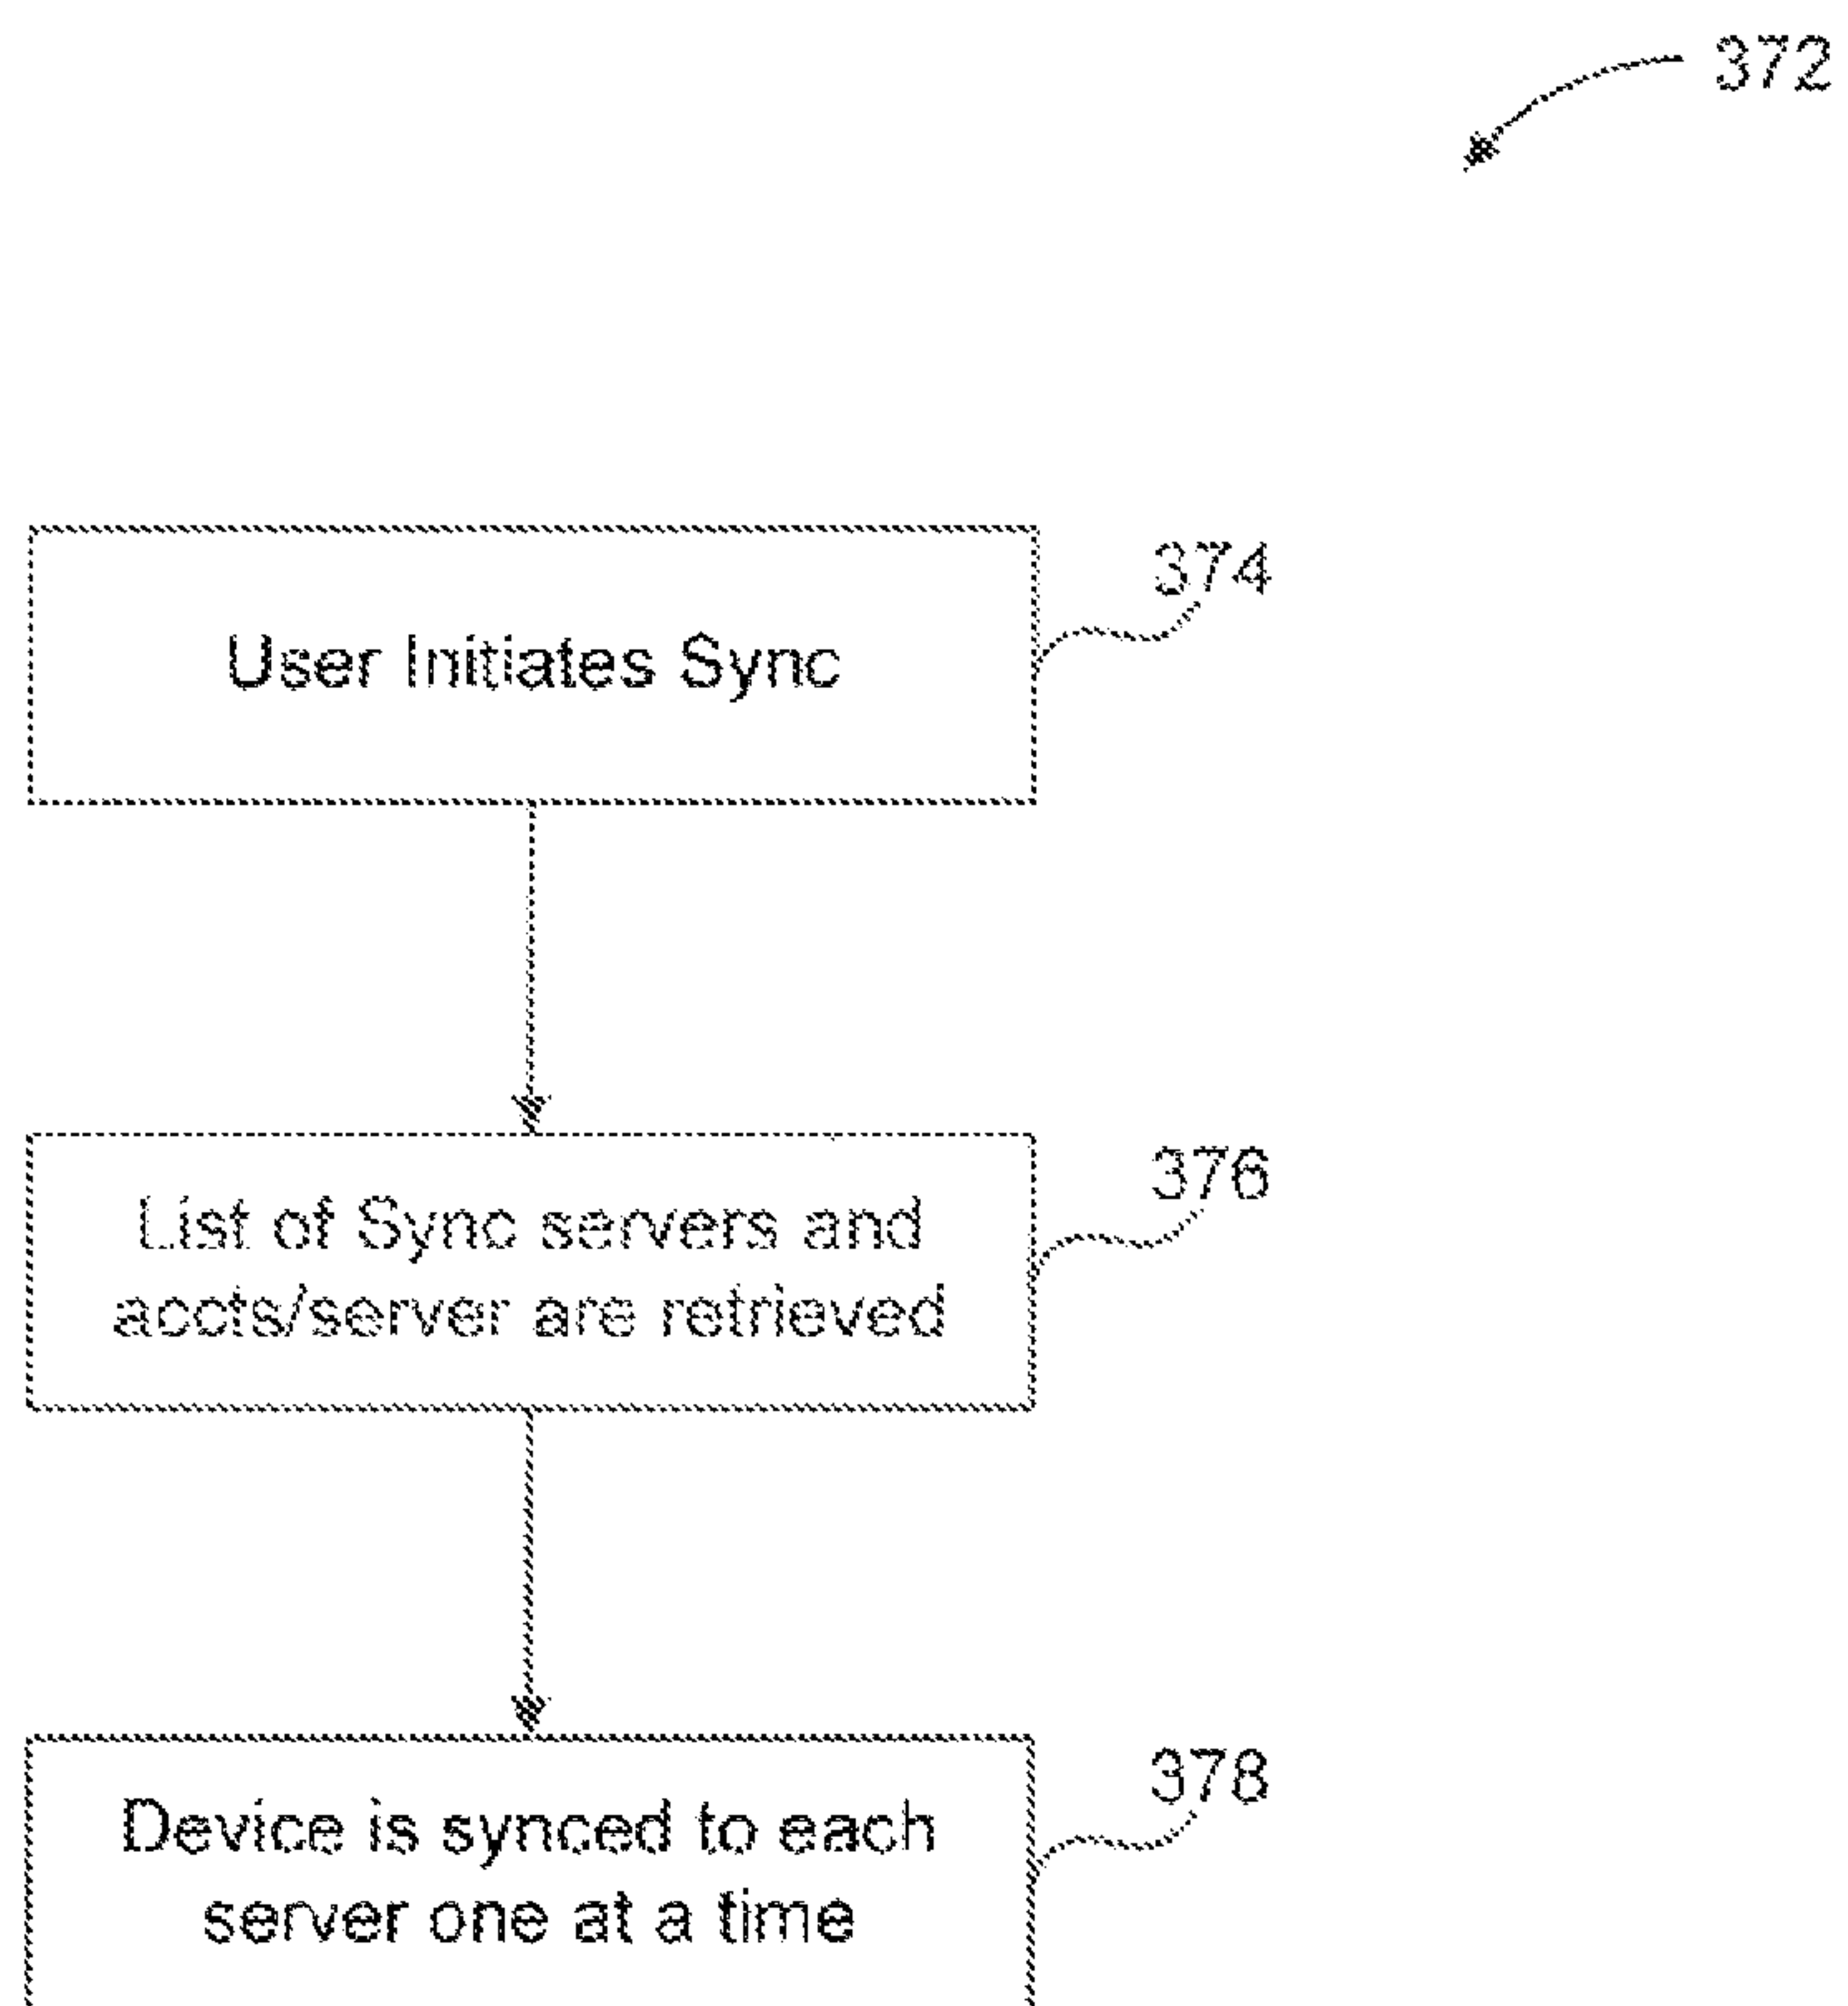 372
374
User Initiates Sync
376
List of Sync servers and
accts/server are retrieved
378
Device is synced to each
server one at a time